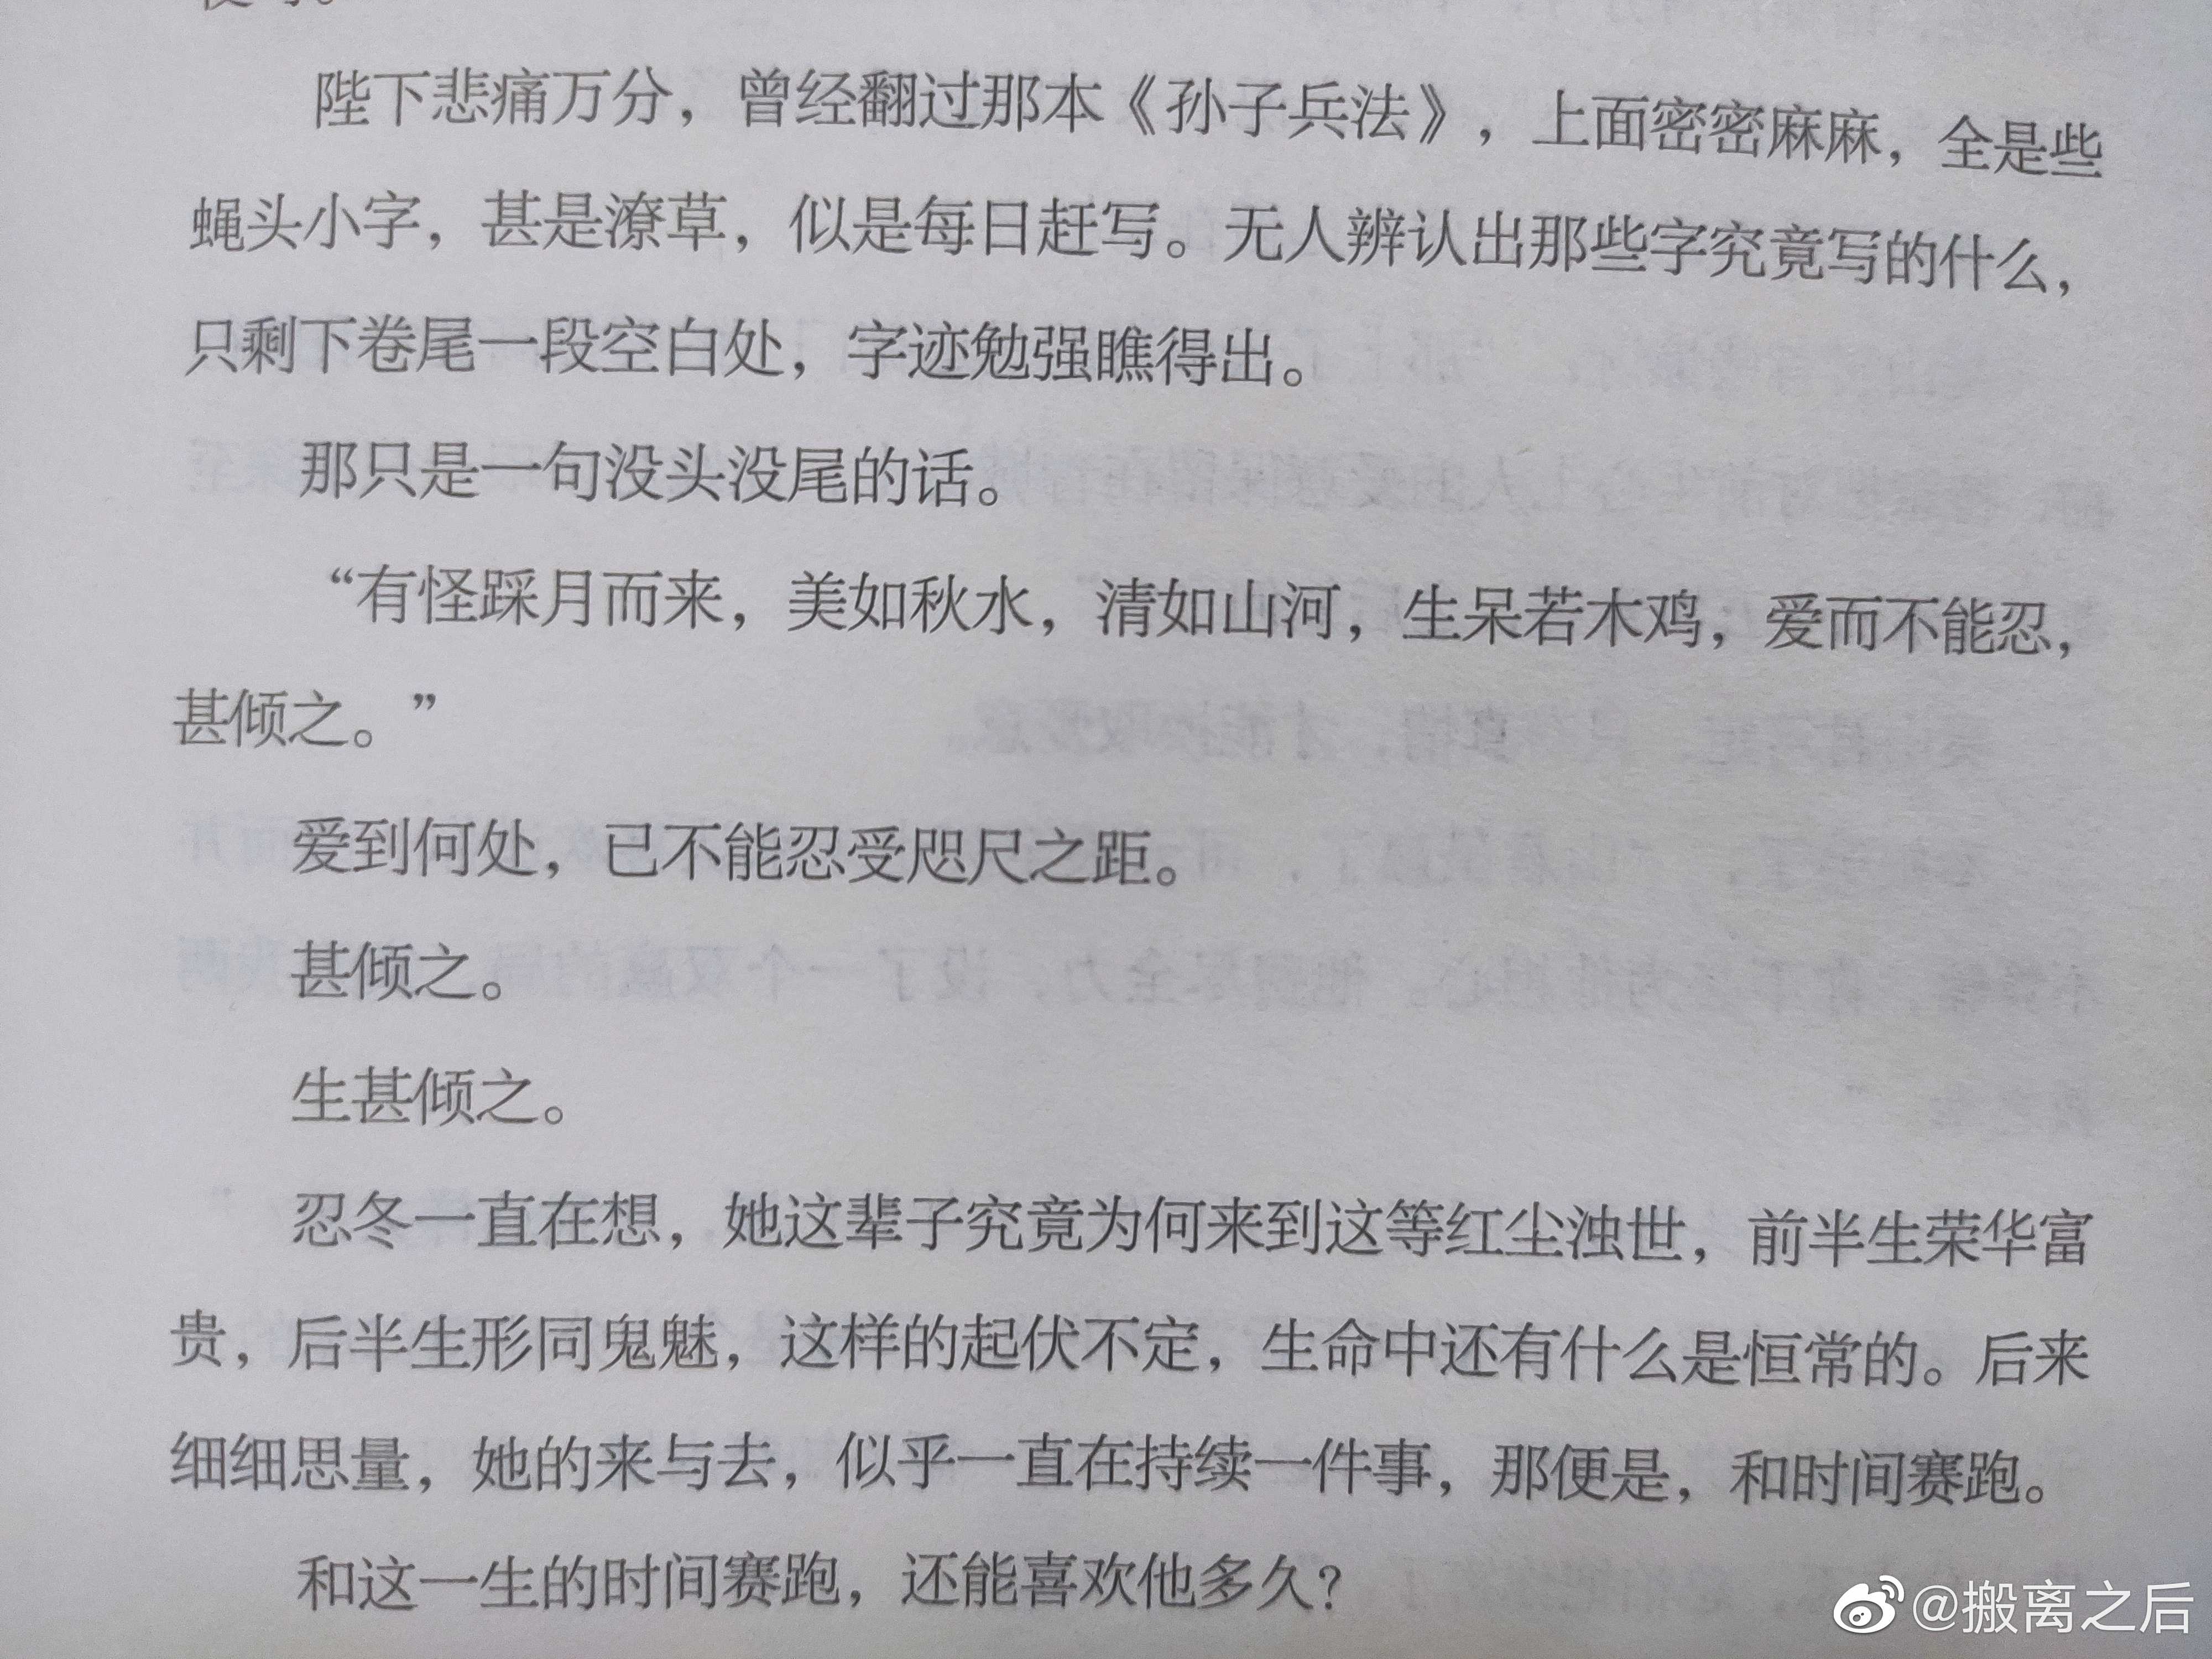 陛下悲痛万分，曾经翻过那本《孙子兵法》，上面密密麻麻，全是些
蝇头小字，甚是潦草，似是每日赶写。无人辨认出那些字究竟写的什么，
只剩下卷尾一段空白处，字迹勉强瞧得出。
那只是一句没头没尾的话。
“有怪踩月而来，美如秋水，清如山河，生呆若木鸡，爱而不能忍，
甚倾之。”
爱到何处，已不能忍受咫尺之距。
甚倾之。
生甚倾之。
忍冬一直在想，她这辈子究竟为何来到这等红尘浊世，前半生荣华富
贵，后半生形同鬼魅，这样的起伏不定，生命中还有什么是恒常的。后来
细细思量，她的来与去，似乎一直在持续一件事，那便是，和时间赛跑。
和这一生的时间赛跑，还能喜欢他多久？
@搬离之后